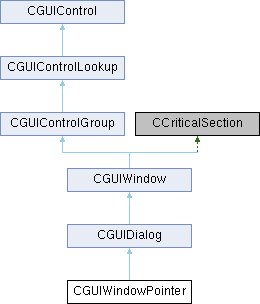 CGUIControl
CGUIControlLookup
CGUIControlGroup
CCriticalSection
CGUIWindow
CGUIDialog
CGUIWindowPointer